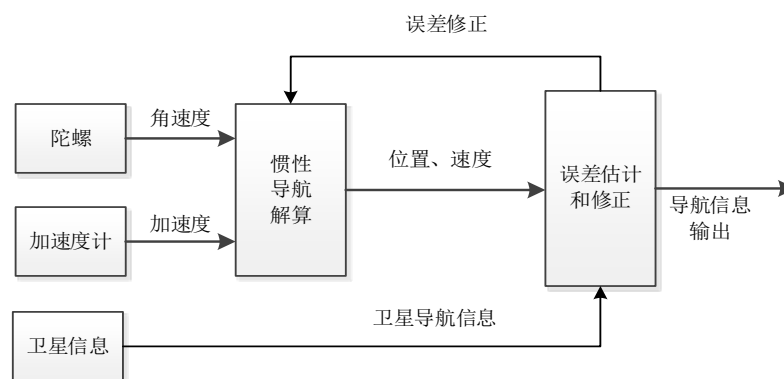 误差修正
陀螺
角速度
惯性
导航
解算
位置、速度
误差估计
和修正
导航信息
输出
加速度计
加速度
卫星导航信息
卫星信息